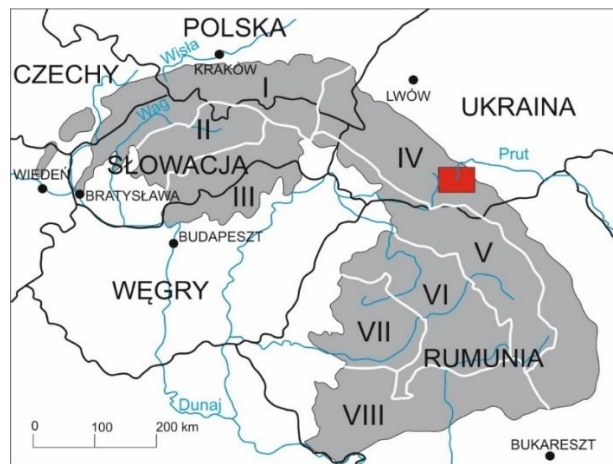 POLSKA
Wisła
KRAKÓW
CZECHY
I
LWÓW
UKRAINA
Wag
II
IV
Prut
SŁOWACJA
WIEDEŃ
BRATYSŁAWA
III
BUDAPESZT
V
WĘGRY
VI
VII
RUMUNIA
Dunaj
VIII
0 100 200 km
BUKARESZT